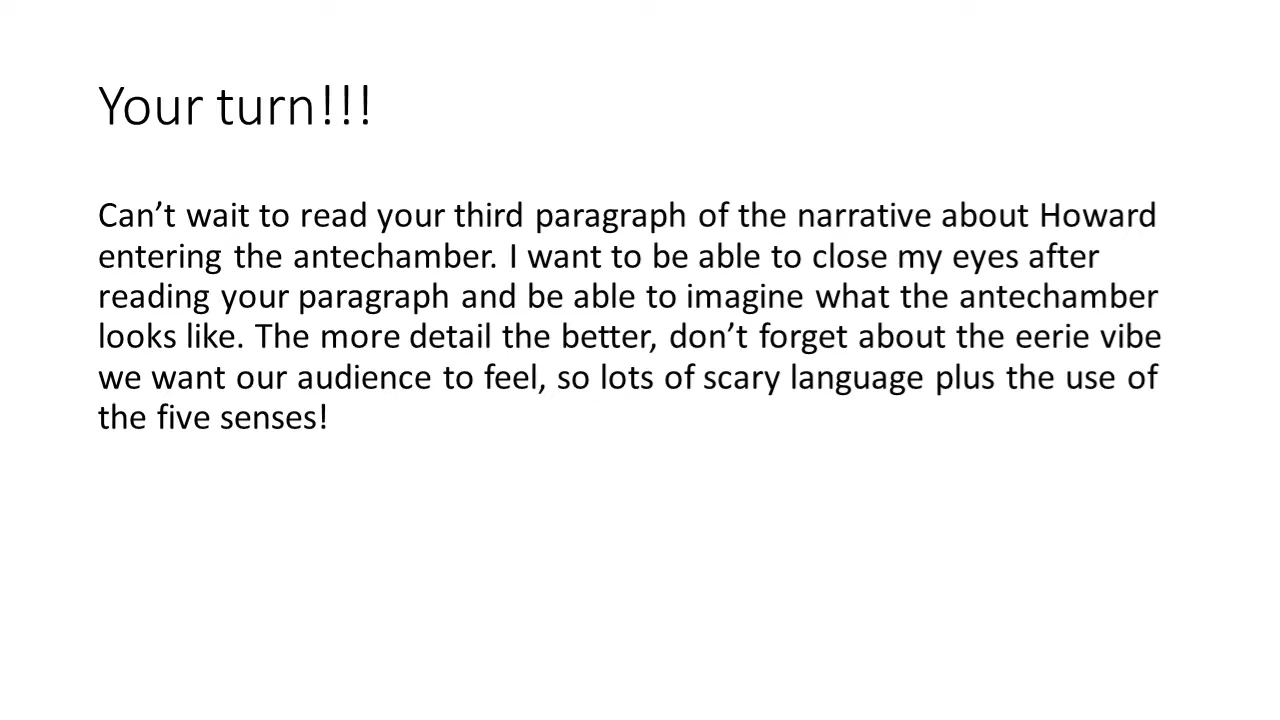 Your turn!!!
Can’t wait to read your third paragraph of the narrative about Howard
entering the antechamber. I want to be able to close my eyes after
reading your paragraph and be able to imagine what the antechamber
looks like. The more detail the better, don’t forget about the eerie vibe
we want our audience to feel, so lots of scary language plus the use of
the five senses!